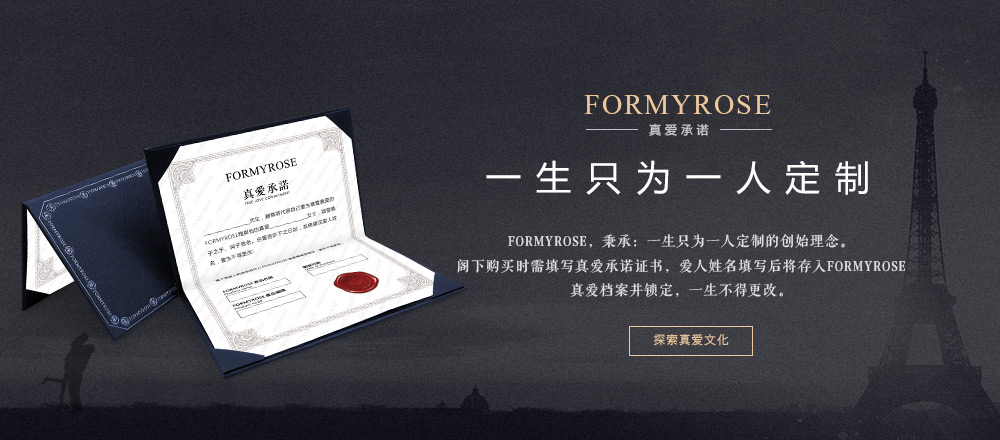 FORMYROSE
真爱承诺
一生只为一人定制
FORMYROSE，秉承：一生只为一人定制的创始理念。
阁下购买时需填写真爱承诺证书，爱人姓名填写后将存入FORMYROSE
真爱档案并锁定，一生不得更改。
探索真爱文化
FORMYROSE
真爱承諾
TRUE LOVE COMMITMENT